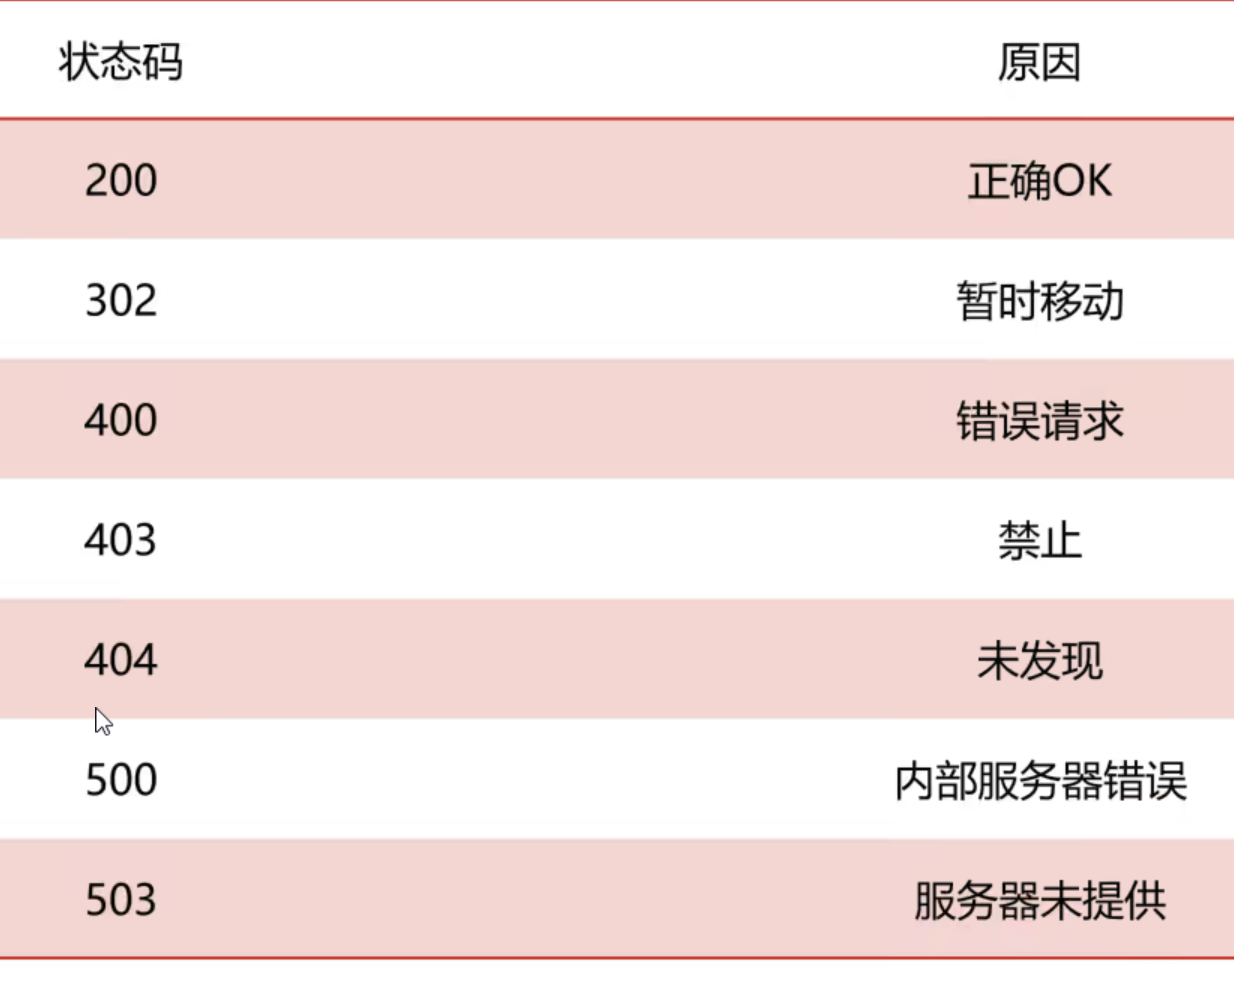 状态码 原因
200 正确OK
302 暂时移动
400 错误请求
403 禁止
404 未发现
500 内部服务器错误
503 服务器未提供